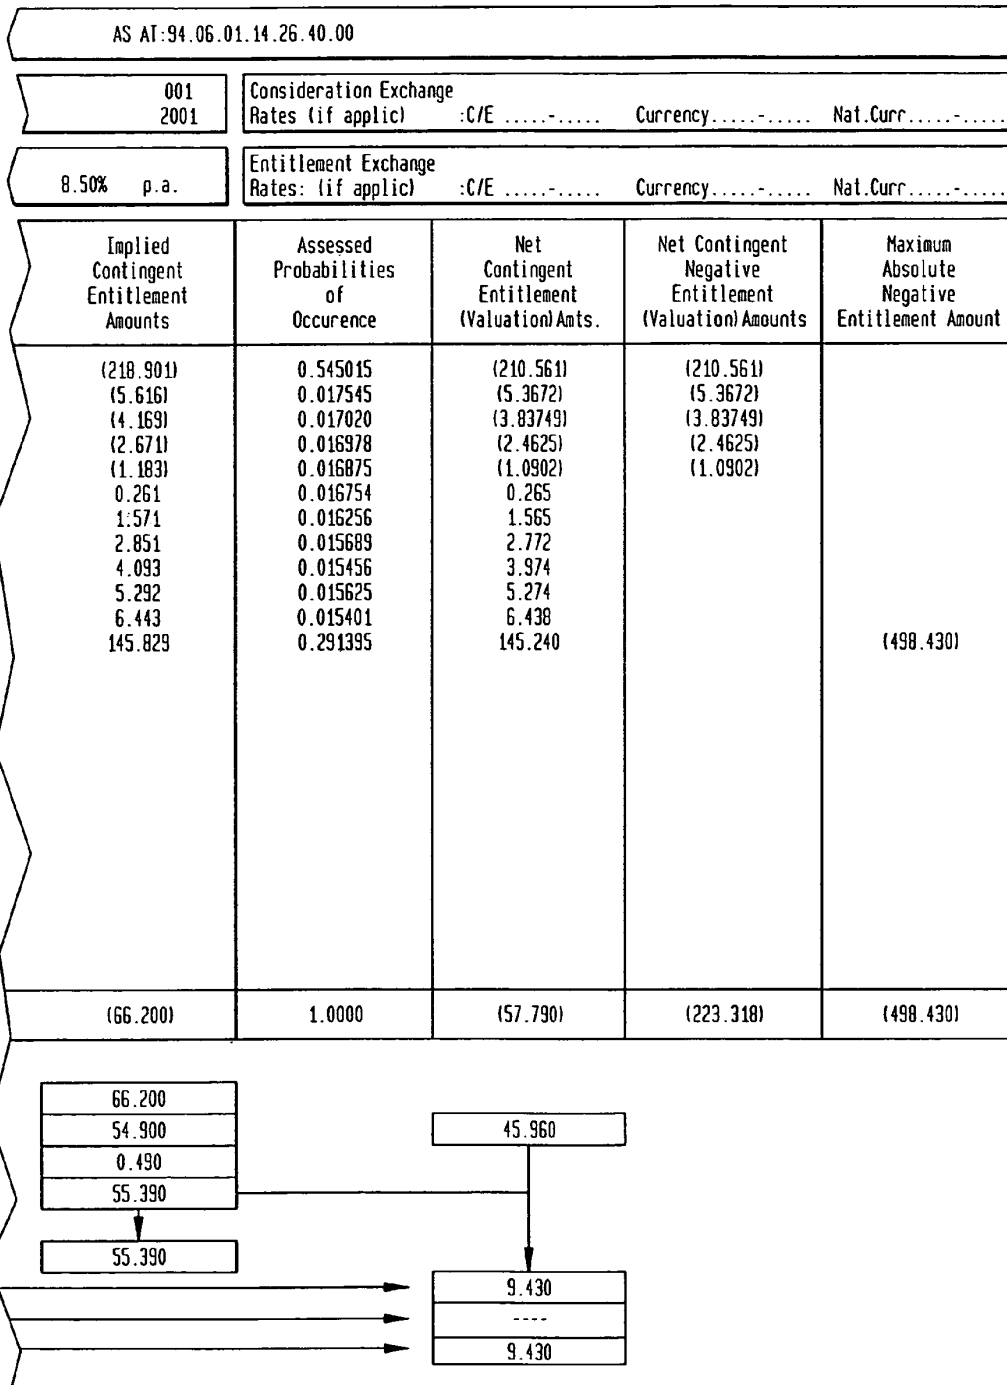 AS AT:94.06.01.14.26.40.00
001
2001
Consideration Exchange
Rates (if applic) :C/E .....-..... Currency.....-..... Nat.Curr.....-.....
8.50% p.a.
Entitlement Exchange
Rates: (if applic) :C/E .....-..... Currency.....-..... Nat.Curr.....-.....
Implied Contingent Entitlement Amounts
Assessed Probabilities of Occurence
Net Contingent Entitlement (Valuation) Amts.
Net Contingent Negative Entitlement (Valuation) Amounts
Maximum Absolute Negative Entitlement Amount
(218.901) 0.545015 (210.561) (210.561)
(5.616) 0.017545 (5.3672) (5.3672)
(4.169) 0.017020 (3.83749) (3.83749)
(2.671) 0.016978 (2.4625) (2.4625)
(1.183) 0.016875 (1.0902) (1.0902)
0.261 0.016754 0.265
1.571 0.016256 1.565
2.851 0.015689 2.772
4.093 0.015456 3.974
5.292 0.015625 5.274
6.443 0.015401 6.438
145.829 0.291395 145.240 (498.430)
(66.200) 1.0000 (57.790) (223.318) (498.430)
66.200
54.900 45.960
0.490
55.390
55.390
9.430
----
9.430